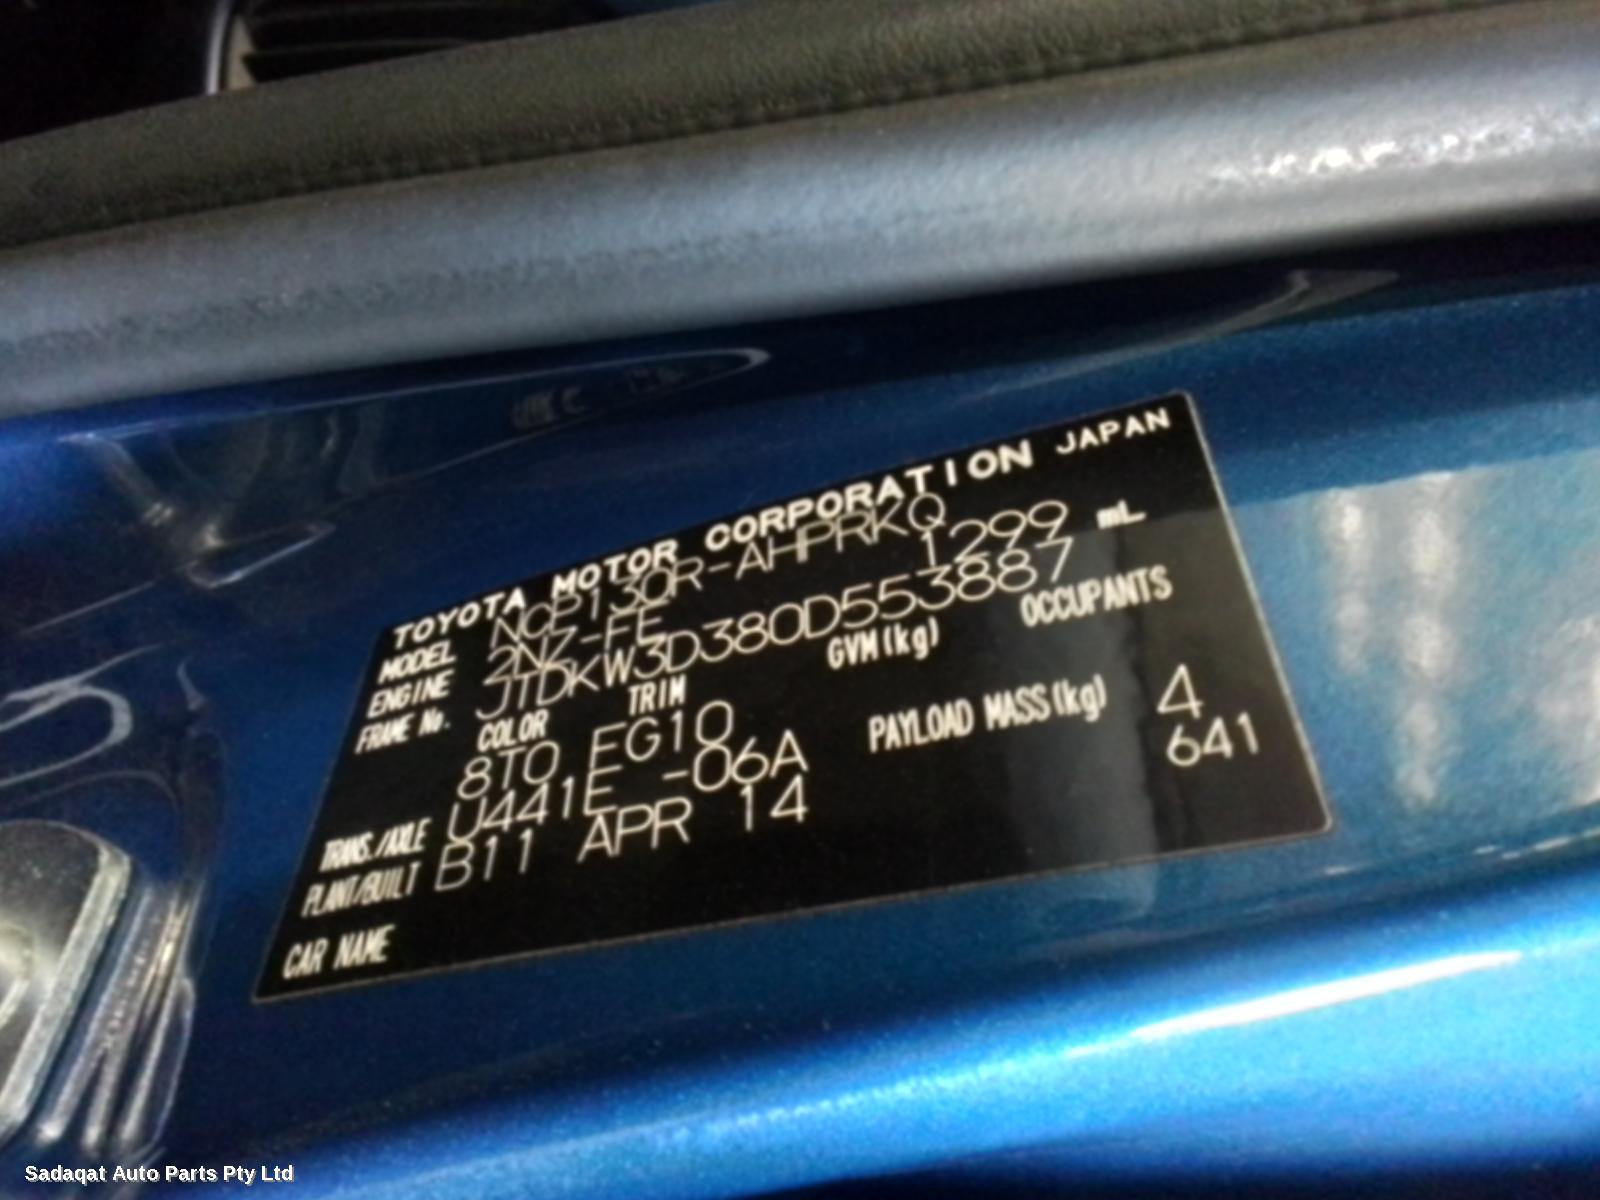 TOYOTA MOTOR CORPORATION JAPAN
MODEL NCP130R-AHPRKQ
ENGINE 2NZ-FE 1299 mL
FRAME No. JTDKW3D380D553887
COLOR TRIM GVM(kg) OCCUPANTS
8T0 FG10 4
PAYLOAD MASS(kg) 641
TRANS./AXLE U441E -06A
PLANT/BUILT B11 APR 14
CAR NAME
Sadaqat Auto Parts Pty Ltd